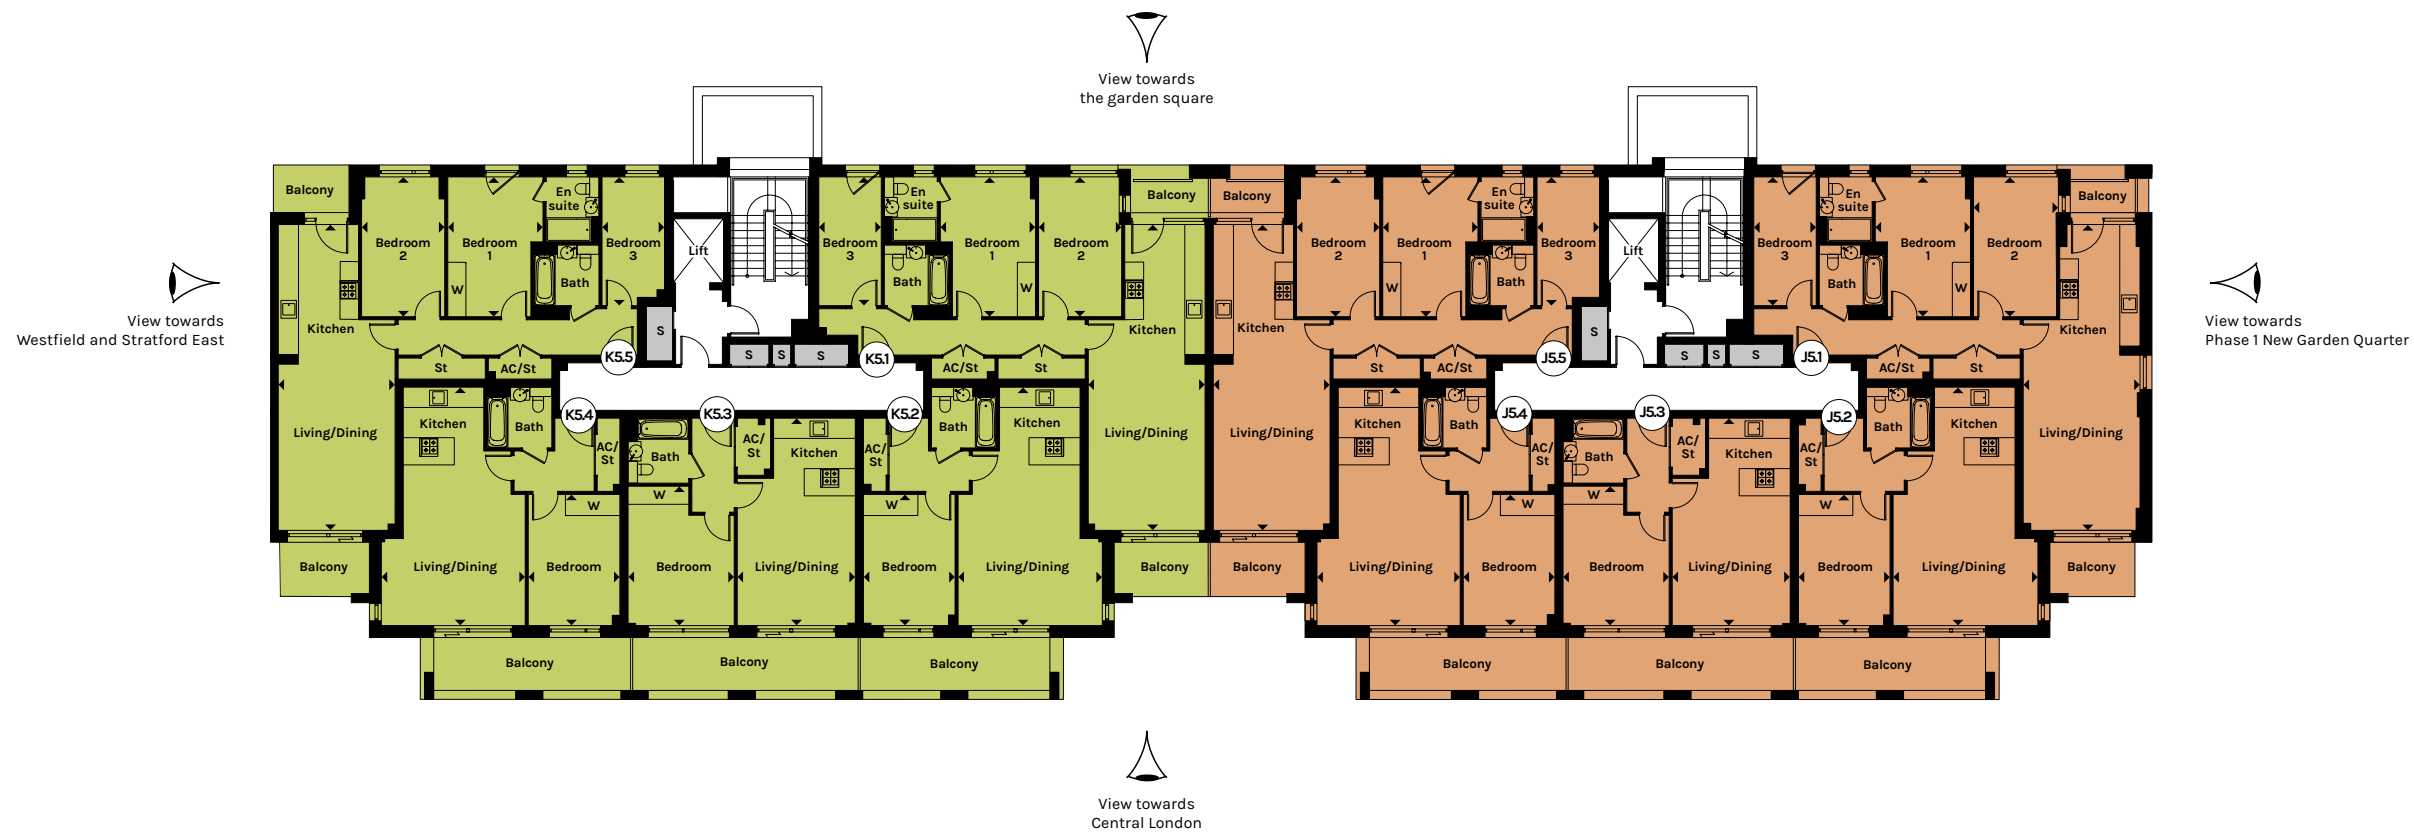 View towards
the garden square
View towards
Westfield and Stratford East
View towards
Phase 1 New Garden Quarter
View towards
Central London
Balcony
Bedroom
2
Bedroom
1
En
suite
Bedroom
3
Bath
W
Kitchen
Living/Dining
Balcony
St
AC/St
K5.5
Lift
S
S
S
S
Bedroom
3
En
suite
Bedroom
1
Bedroom
2
Balcony
Bath
W
Kitchen
K5.1
AC/St
St
Living/Dining
Balcony
Kitchen
Bath
K5.4
AC/
St
W
Living/Dining
Bedroom
Balcony
K5.3
Bath
AC/
St
Kitchen
W
Bedroom
Living/Dining
Balcony
K5.2
AC/
St
Bath
Kitchen
W
Bedroom
Living/Dining
Balcony
Balcony
Bedroom
2
Bedroom
1
En
suite
Bedroom
3
Bath
W
Kitchen
Living/Dining
Balcony
St
AC/St
J5.5
Lift
S
S
S
S
Bedroom
3
En
suite
Bedroom
1
Bedroom
2
Balcony
Bath
W
Kitchen
J5.1
AC/St
St
Living/Dining
Balcony
Kitchen
Bath
J5.4
AC/
St
W
Living/Dining
Bedroom
Balcony
J5.3
Bath
AC/
St
Kitchen
W
Bedroom
Living/Dining
Balcony
J5.2
AC/
St
Bath
Kitchen
W
Bedroom
Living/Dining
Balcony